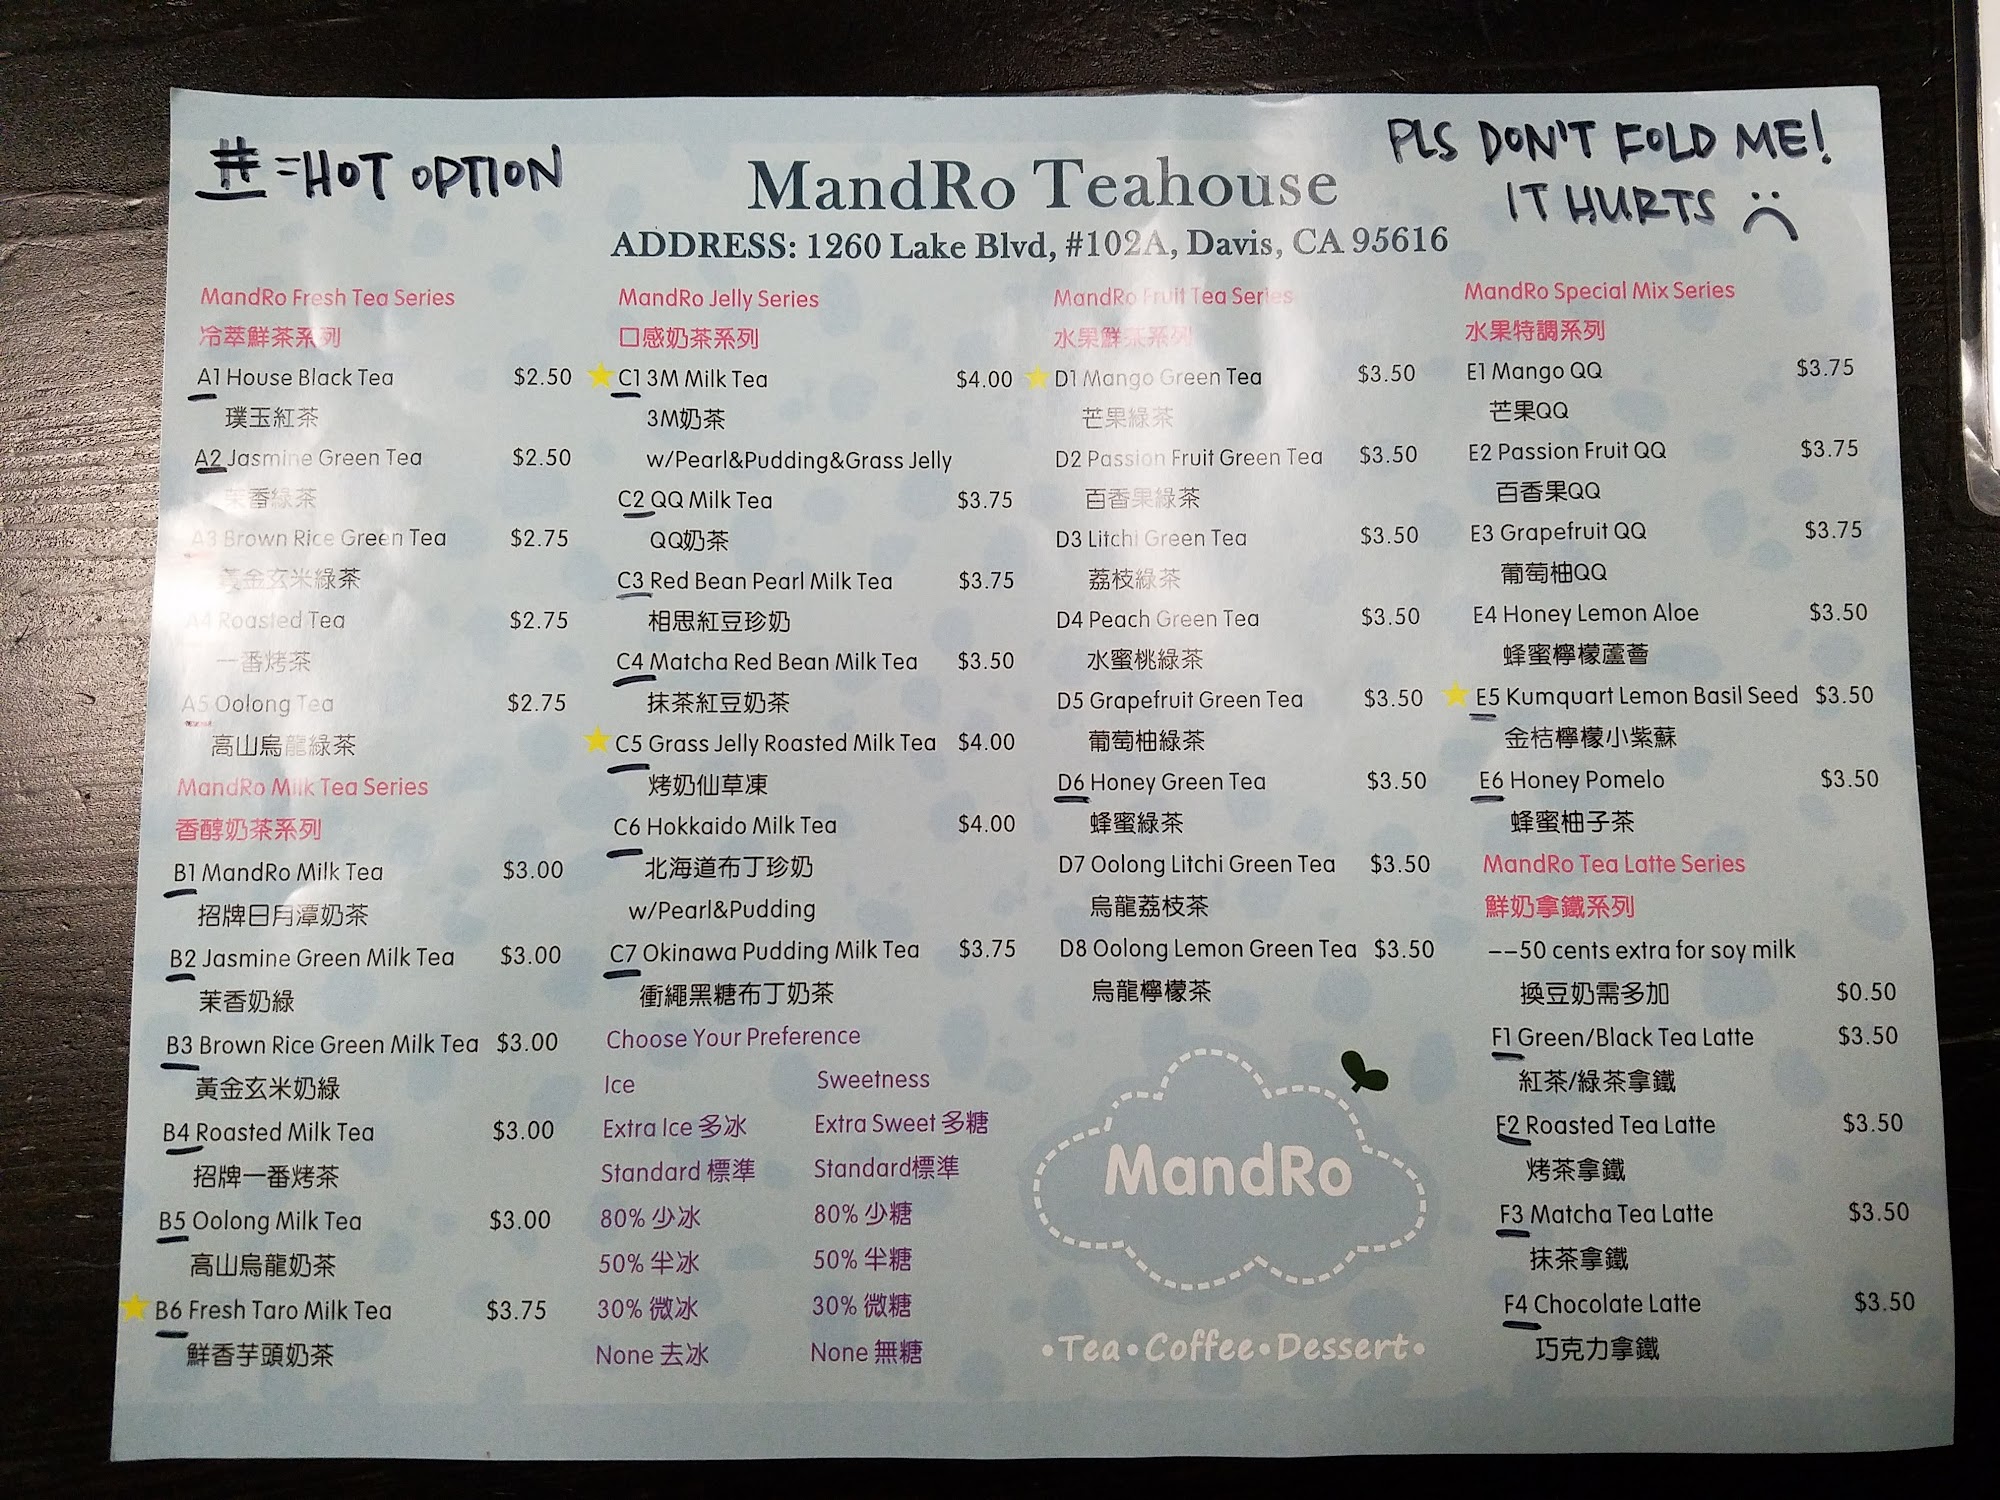 # = HOT OPTION
PLS DON'T FOLD ME!
IT HURTS
MandRo Teahouse
ADDRESS: 1260 Lake Blvd, #102A, Davis, CA 95616
MandRo Fresh Tea Series
冷萃鮮茶系列
A1 House Black Tea $2.50
璞玉紅茶
A2 Jasmine Green Tea $2.50
茉香綠茶
A3 Brown Rice Green Tea $2.75
黃金玄米綠茶
A4 Roasted Tea $2.75
一番烤茶
A5 Oolong Tea $2.75
高山烏龍綠茶
MandRo Milk Tea Series
香醇奶茶系列
B1 MandRo Milk Tea $3.00
招牌日月潭奶茶
B2 Jasmine Green Milk Tea $3.00
茉香奶綠
B3 Brown Rice Green Milk Tea $3.00
黃金玄米奶綠
B4 Roasted Milk Tea $3.00
招牌一番烤茶
B5 Oolong Milk Tea $3.00
高山烏龍奶茶
B6 Fresh Taro Milk Tea $3.75
鮮香芋頭奶茶
MandRo Jelly Series
口感奶茶系列
C1 3M Milk Tea $4.00
3M奶茶
w/Pearl&Pudding&Grass Jelly
C2 QQ Milk Tea $3.75
QQ奶茶
C3 Red Bean Pearl Milk Tea $3.75
相思紅豆珍奶
C4 Matcha Red Bean Milk Tea $3.50
抹茶紅豆奶茶
C5 Grass Jelly Roasted Milk Tea $4.00
烤奶仙草凍
C6 Hokkaido Milk Tea $4.00
北海道布丁珍奶
w/Pearl&Pudding
C7 Okinawa Pudding Milk Tea $3.75
衝繩黑糖布丁奶茶
Choose Your Preference
Ice Sweetness
Extra Ice 多冰 Extra Sweet 多糖
Standard 標準 Standard標準
80% 少冰 80% 少糖
50% 半冰 50% 半糖
30% 微冰 30% 微糖
None 去冰 None 無糖
MandRo Fruit Tea Series
水果鮮茶系列
D1 Mango Green Tea $3.50
芒果綠茶
D2 Passion Fruit Green Tea $3.50
百香果綠茶
D3 Litchi Green Tea $3.50
荔枝綠茶
D4 Peach Green Tea $3.50
水蜜桃綠茶
D5 Grapefruit Green Tea $3.50
葡萄柚綠茶
D6 Honey Green Tea $3.50
蜂蜜綠茶
D7 Oolong Litchi Green Tea $3.50
烏龍荔枝茶
D8 Oolong Lemon Green Tea $3.50
烏龍檸檬茶
MandRo
•Tea•Coffee•Dessert•
MandRo Special Mix Series
水果特調系列
E1 Mango QQ $3.75
芒果QQ
E2 Passion Fruit QQ $3.75
百香果QQ
E3 Grapefruit QQ $3.75
葡萄柚QQ
E4 Honey Lemon Aloe $3.50
蜂蜜檸檬蘆薈
E5 Kumquart Lemon Basil Seed $3.50
金桔檸檬小紫蘇
E6 Honey Pomelo $3.50
蜂蜜柚子茶
MandRo Tea Latte Series
鮮奶拿鐵系列
--50 cents extra for soy milk
換豆奶需多加 $0.50
F1 Green/Black Tea Latte $3.50
紅茶/綠茶拿鐵
F2 Roasted Tea Latte $3.50
烤茶拿鐵
F3 Matcha Tea Latte $3.50
抹茶拿鐵
F4 Chocolate Latte $3.50
巧克力拿鐵